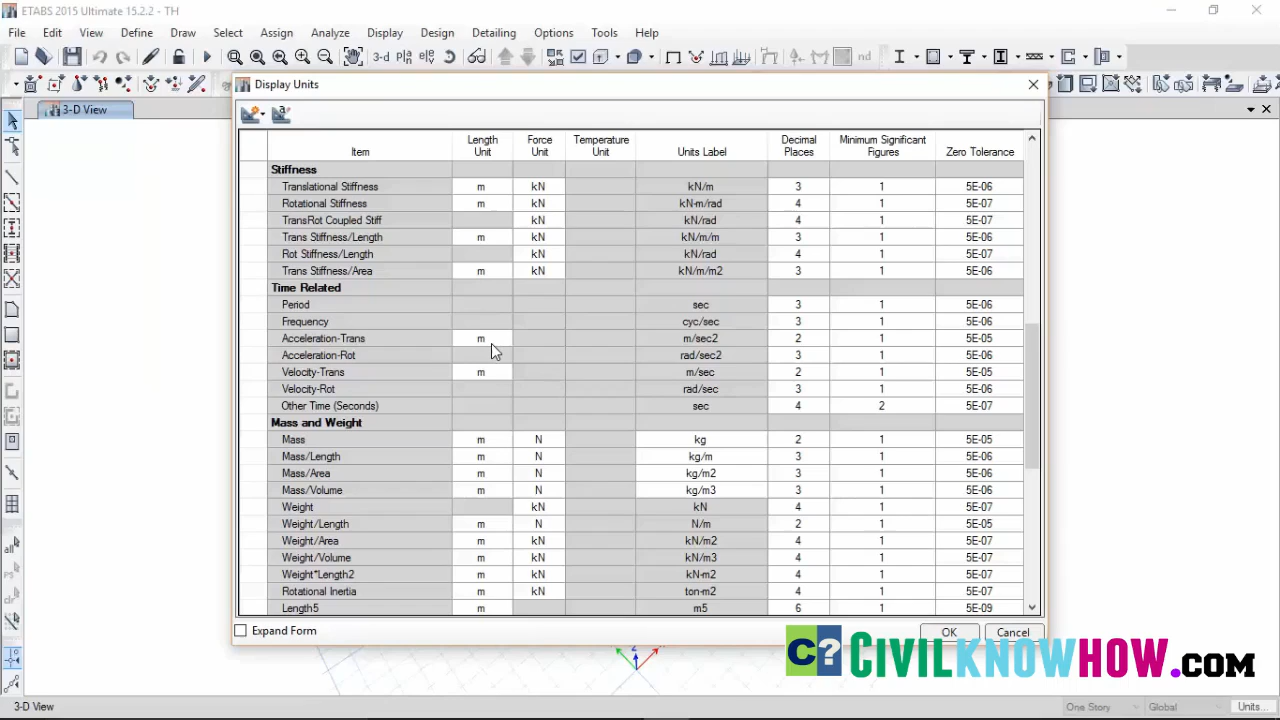 ETABS 2015 Ultimate 15.2.2 - TH
File Edit View Define Draw Select Assign Analyze Display Design Detailing Options Tools Help
3-d
nd
Display Units
3-D View
Item Length Unit Force Unit Temperature Unit Units Label Decimal Places Minimum Significant Figures Zero Tolerance
Stiffness
Translational Stiffness m kN kN/m 3 1 5E-06
Rotational Stiffness m kN kN-m/rad 4 1 5E-07
TransRot Coupled Stiff kN kN/rad 4 1 5E-07
Trans Stiffness/Length m kN kN/m/m 3 1 5E-06
Rot Stiffness/Length kN kN/rad 4 1 5E-07
Trans Stiffness/Area m kN kN/m/m2 3 1 5E-06
Time Related
Period sec 3 1 5E-06
Frequency cyc/sec 3 1 5E-06
Acceleration-Trans m m/sec2 2 1 5E-05
Acceleration-Rot rad/sec2 3 1 5E-06
Velocity-Trans m m/sec 2 1 5E-05
Velocity-Rot rad/sec 3 1 5E-06
Other Time (Seconds) sec 4 2 5E-07
Mass and Weight
Mass m N kg 2 1 5E-05
Mass/Length m N kg/m 3 1 5E-06
Mass/Area m N kg/m2 3 1 5E-06
Mass/Volume m N kg/m3 3 1 5E-06
Weight kN kN 4 1 5E-07
Weight/Length m N N/m 2 1 5E-05
Weight/Area m kN kN/m2 4 1 5E-07
Weight/Volume m kN kN/m3 4 1 5E-07
Weight*Length2 m kN kN-m2 4 1 5E-07
Rotational Inertia m kN ton-m2 4 1 5E-07
Length5 m m5 6 1 5E-09
Expand Form OK Cancel
C? CIVILKNOWHOW.COM
3-D View One Story Global Units...